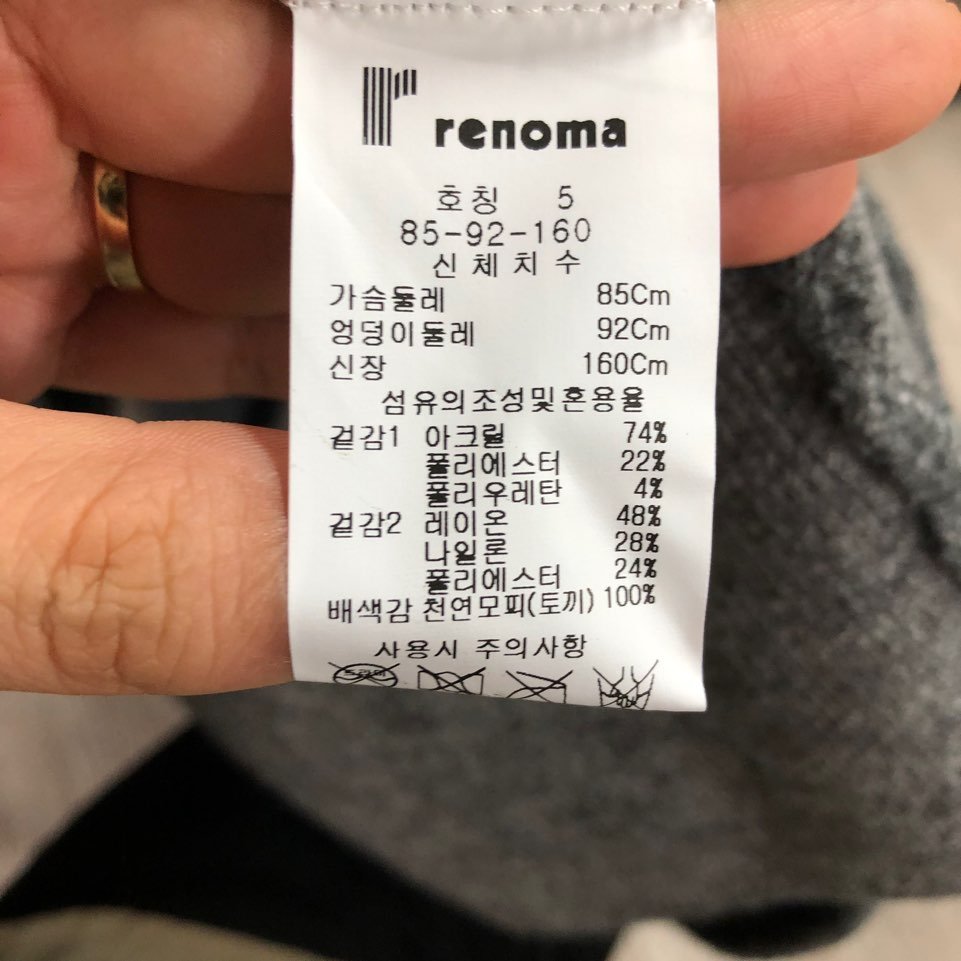 renoma
호칭 5
85-92-160
신체치수
가슴둘레 85Cm
엉덩이둘레 92Cm
신장 160Cm
섬유의조성및혼용율
겉감1 아크릴 74%
폴리에스터 22%
폴리우레탄 4%
겉감2 레이온 48%
나일론 28%
폴리에스터 24%
배색감 천연모피(토끼) 100%
사용시 주의사항